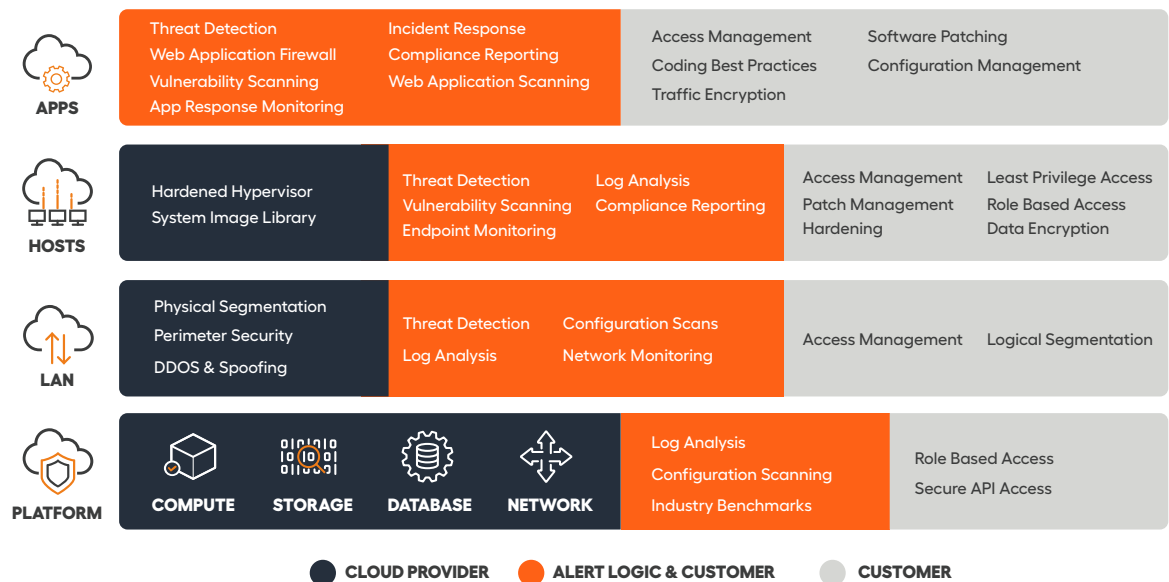 APPS
Threat Detection
Web Application Firewall
Vulnerability Scanning
App Response Monitoring
Incident Response
Compliance Reporting
Web Application Scanning
Access Management
Coding Best Practices
Traffic Encryption
Software Patching
Configuration Management
HOSTS
Hardened Hypervisor
System Image Library
Threat Detection
Vulnerability Scanning
Endpoint Monitoring
Log Analysis
Compliance Reporting
Access Management
Patch Management
Hardening
Least Privilege Access
Role Based Access
Data Encryption
LAN
Physical Segmentation
Perimeter Security
DDOS & Spoofing
Threat Detection
Log Analysis
Configuration Scans
Network Monitoring
Access Management
Logical Segmentation
PLATFORM
COMPUTE
STORAGE
DATABASE
NETWORK
Log Analysis
Configuration Scanning
Industry Benchmarks
Role Based Access
Secure API Access
CLOUD PROVIDER
ALERT LOGIC & CUSTOMER
CUSTOMER